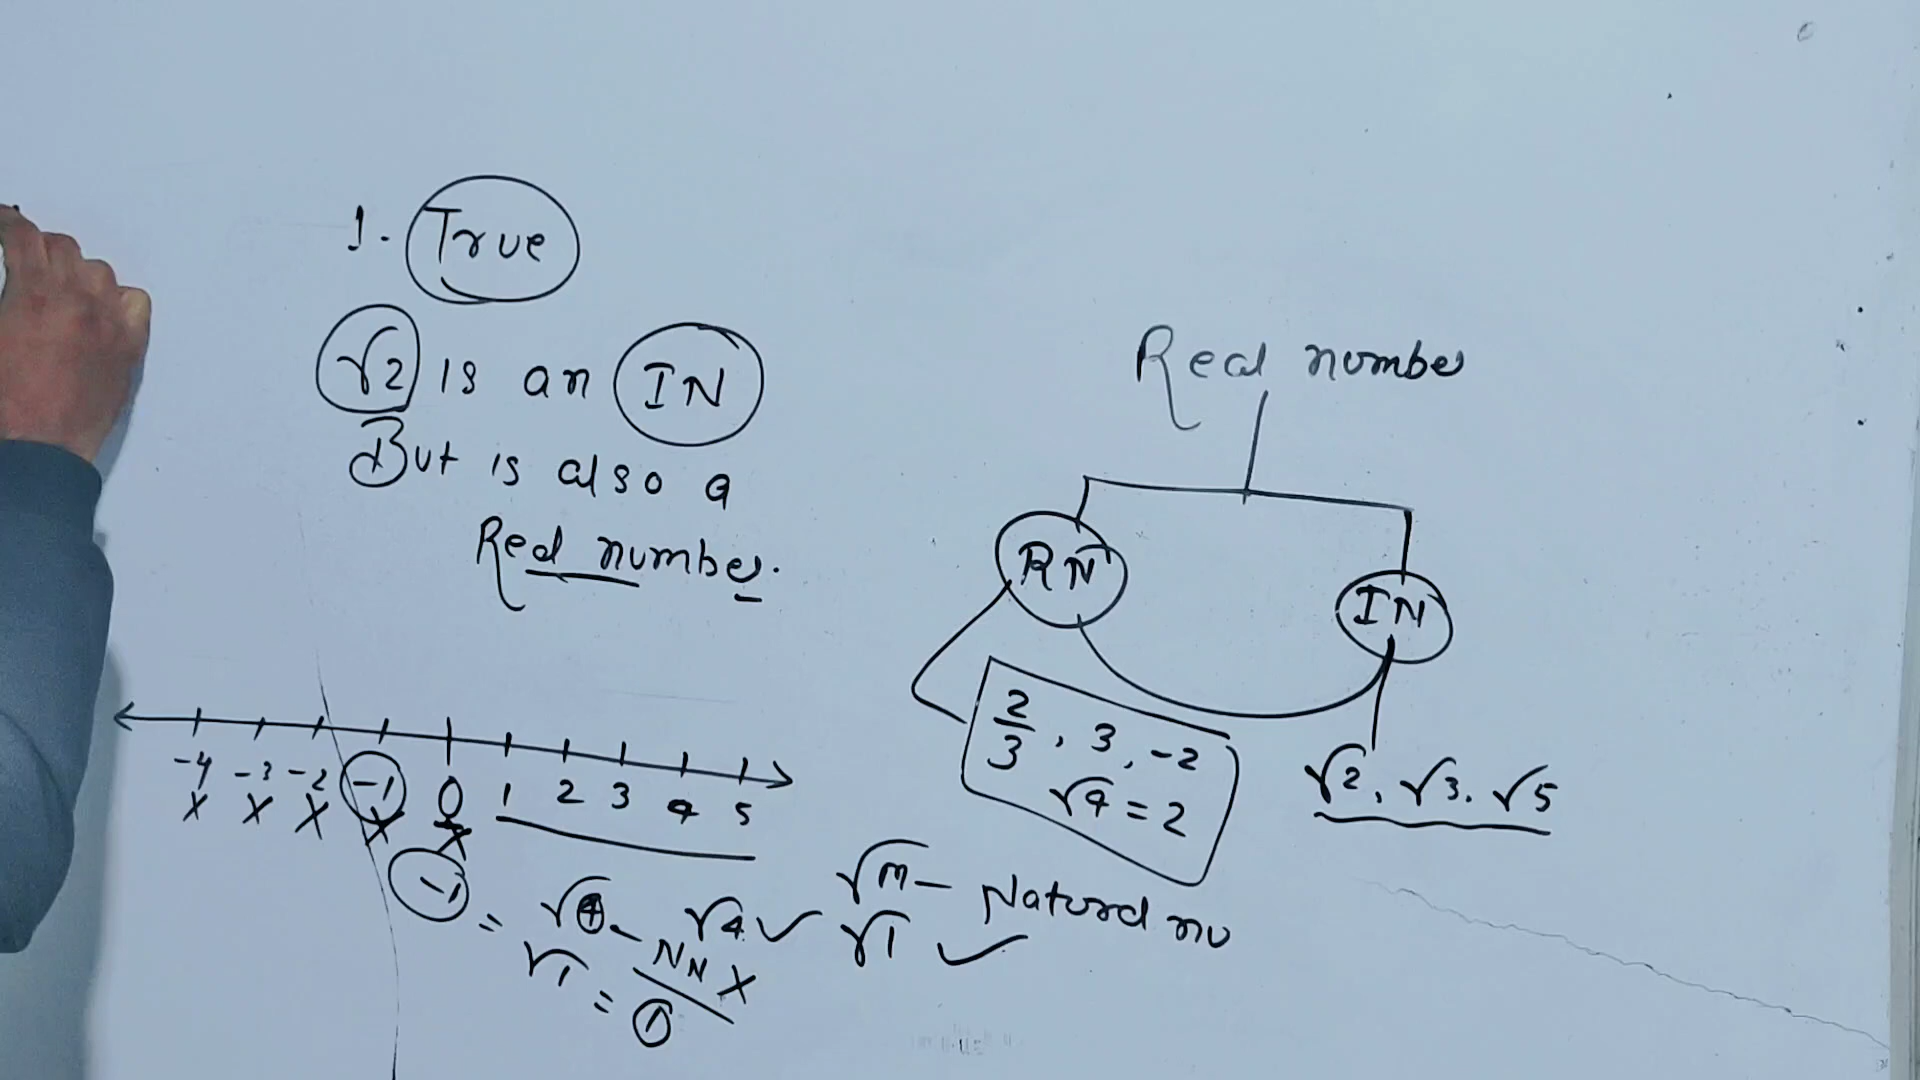 1. True
√2 is an IN
But is also a
Real number.
Real number
RN
IN
2/3, 3, -2
√4 = 2
√2, √3. √5
-4 -3 -2 -1 0 1 2 3 4 5
x x x x x
-1 = √ - √4 ✓
NN X
√1 = 1
√m - Natural nu
√1 ✓